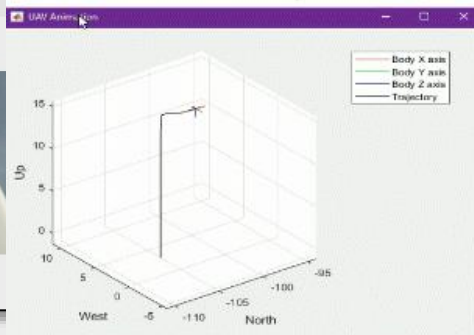 UAV Animation
Body X axis
Body Y axis
Body Z axis
Trajectory
15
10
5
0
Up
10
5
0
-5
West
-110
-105
-100
-95
North